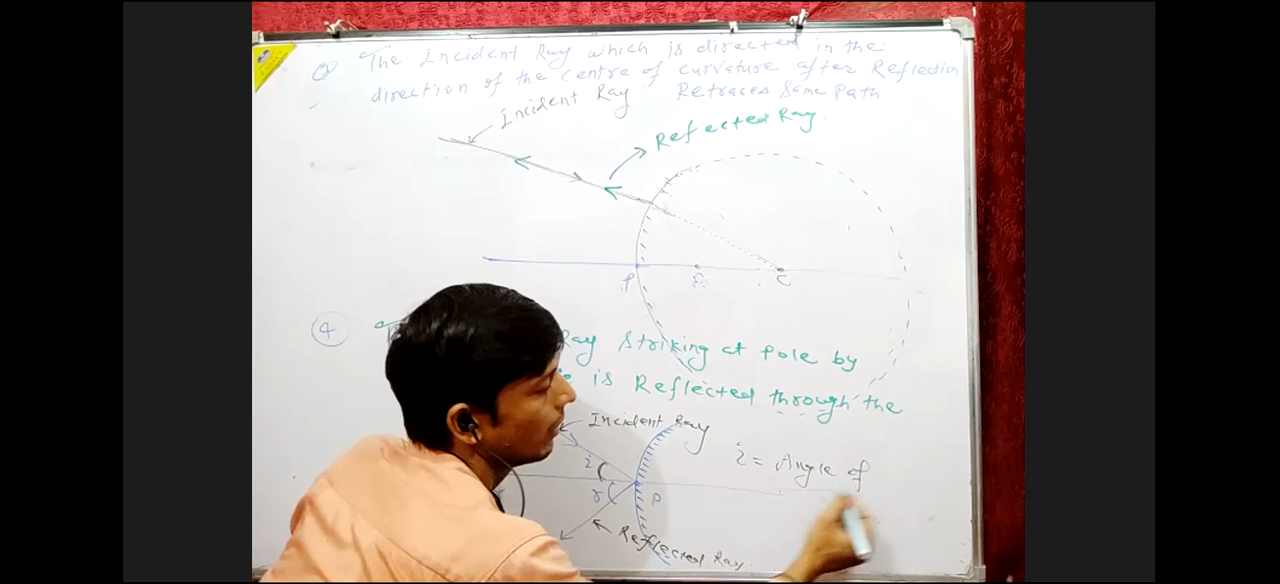 The Incident Ray which is directed in the
direction of the centre of curvature after Reflection
Retraces Same Path
Incident Ray
Reflected Ray.
P
C
4
Ray Striking at Pole by
is Reflected through the
Incident Ray
i = Angle of
i
r
P
Reflected Ray